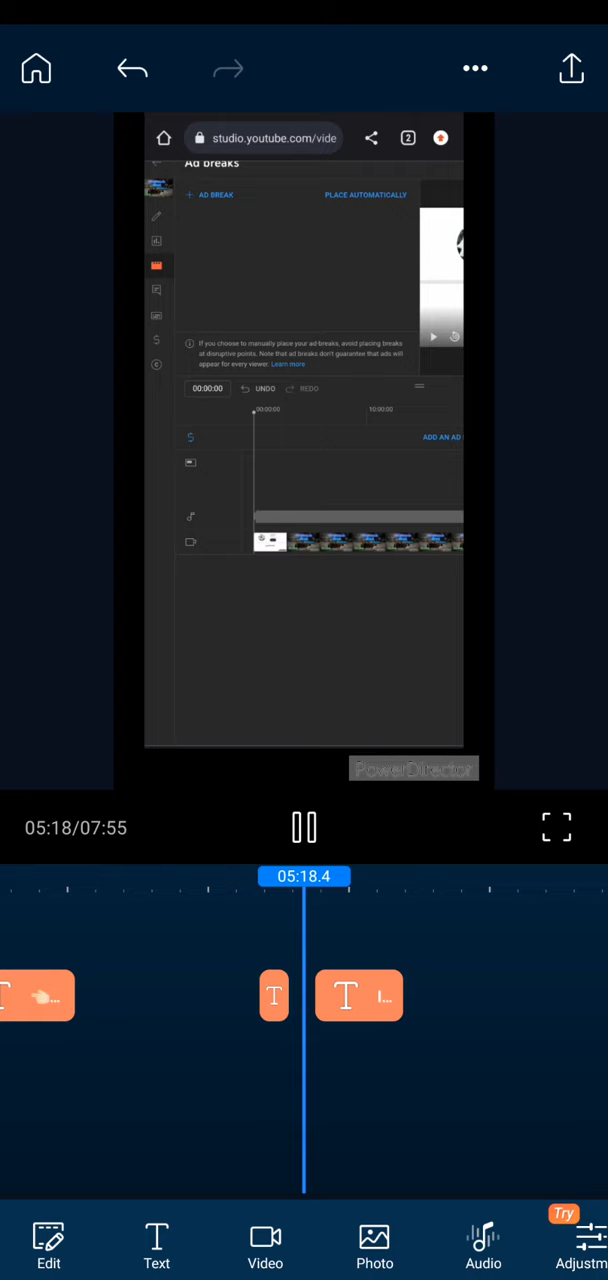 studio.youtube.com/vide
2
Ad breaks
+ AD BREAK
PLACE AUTOMATICALLY
If you choose to manually place your ad-breaks, avoid placing breaks
at disruptive points. Note that ad breaks don't guarantee that ads will
appear for every viewer. Learn more
00:00:00
UNDO
REDO
00:00:00
10:00:00
ADD AN AD
PowerDirector
05:18/07:55
05:18.4
T
T
T I...
Try
Edit
Text
Video
Photo
Audio
Adjustm